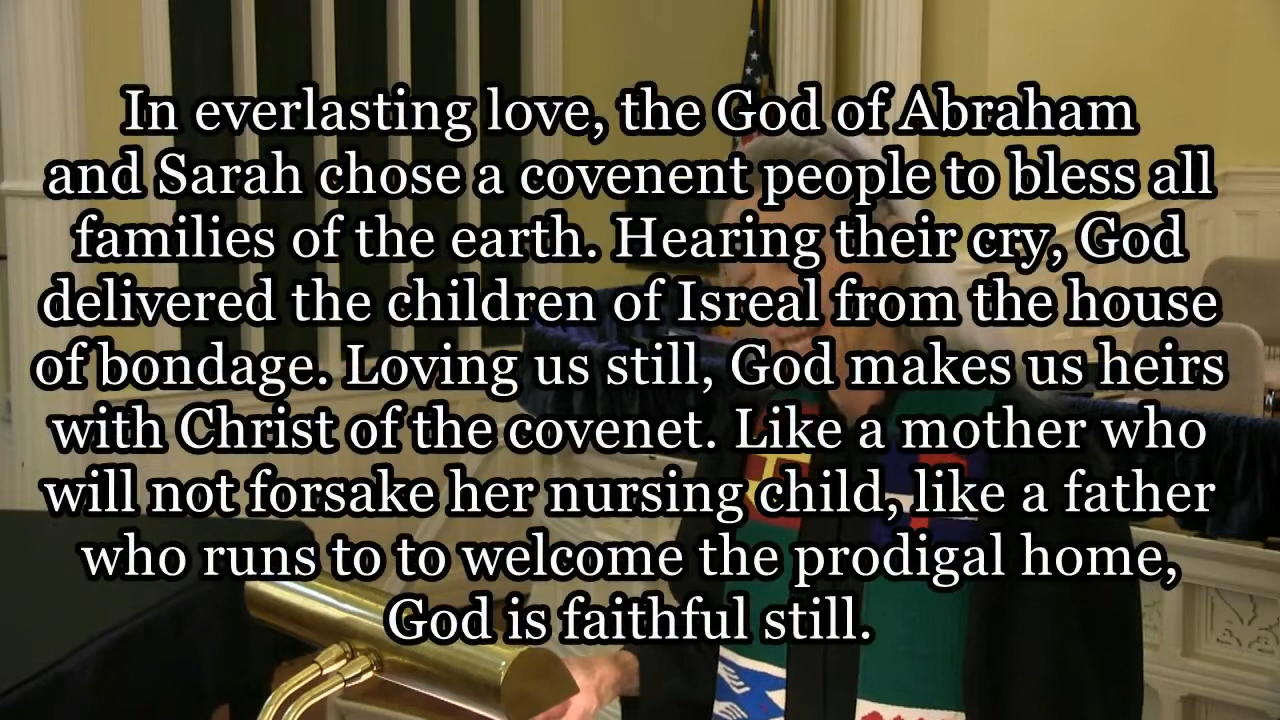 In everlasting love, the God of Abraham
and Sarah chose a covenent people to bless all
families of the earth. Hearing their cry, God
delivered the children of Isreal from the house
of bondage. Loving us still, God makes us heirs
with Christ of the covenet. Like a mother who
will not forsake her nursing child, like a father
who runs to to welcome the prodigal home,
God is faithful still.